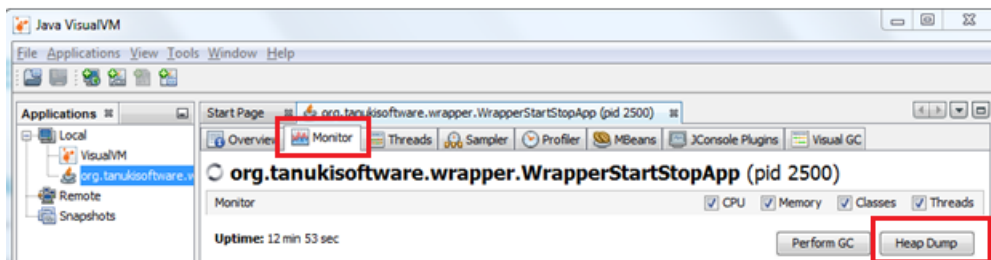 Java VisualVM
File Applications View Tools Window Help
Applications
Start Page org.tanukisoftware.wrapper.WrapperStartStopApp (pid 2500)
Local
VisualVM
org.tanukisoftware.w
Remote
Snapshots
Overview Monitor Threads Sampler Profiler MBeans JConsole Plugins Visual GC
org.tanukisoftware.wrapper.WrapperStartStopApp (pid 2500)
Monitor CPU Memory Classes Threads
Uptime: 12 min 53 sec Perform GC Heap Dump